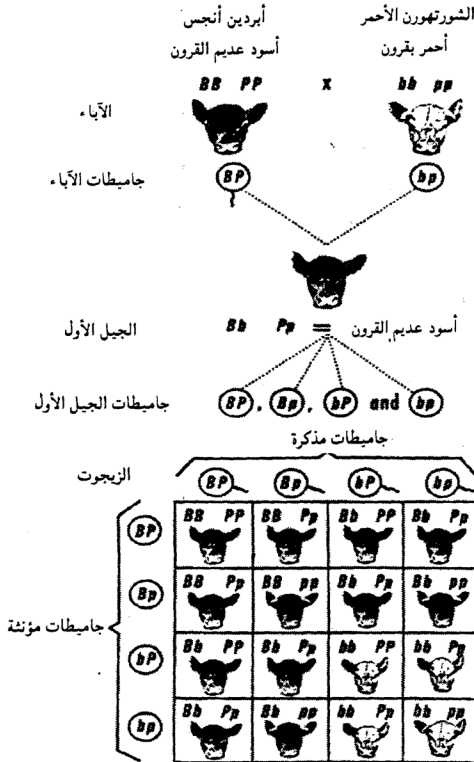 الشورتهورن الأحمر أبردين أنجس
أحمر بقرون أسود عديم القرون
BB PP x bb pp
الآباء
جاميطات الآباء BP bp
الجيل الأول Bb Pp = أسود عديم القرون
جاميطات الجيل الأول BP , Bp , bP and bp
جاميطات مذكرة
الزيجوت BP Bp bP bp
BP BB PP BB Pp Bb PP Bb Pp
Bp BB Pp BB pp Bb Pp Bb pp
جاميطات مؤنثة
bP Bb PP Bb Pp bb PP bb Pp
bp Bb Pp Bb pp bb Pp bb pp